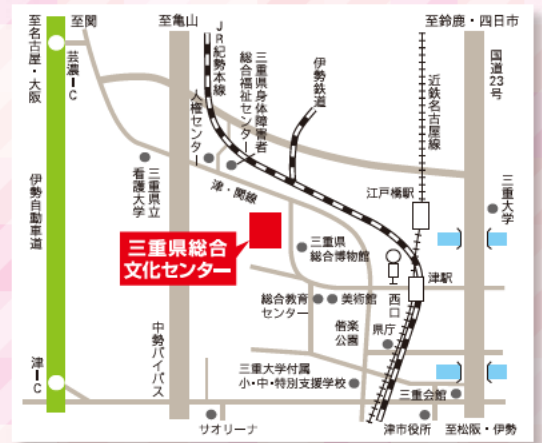 至名古屋・大阪
至関
芸濃IC
至亀山
JR紀勢本線
人権センター
三重県身体障害者
総合福祉センター
伊勢鉄道
至鈴鹿・四日市
近鉄名古屋線
国道23号
伊勢自動車道
三重県立
看護大学
津・関線
江戸橋駅
三重大学
三重県総合
文化センター
三重県
総合博物館
津駅
西口
総合教育
センター
美術館
偕楽
公園
県庁
中勢バイパス
津IC
三重大学付属
小・中・特別支援学校
三重会館
サオリーナ
津市役所
至松阪・伊勢